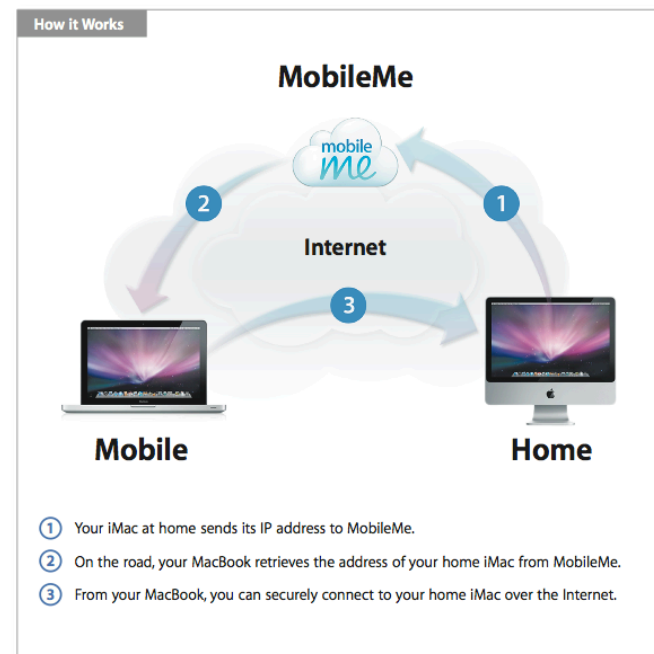 How it Works
MobileMe
mobile
me
2
1
Internet
3
Mobile
Home
1 Your iMac at home sends its IP address to MobileMe.
2 On the road, your MacBook retrieves the address of your home iMac from MobileMe.
3 From your MacBook, you can securely connect to your home iMac over the Internet.